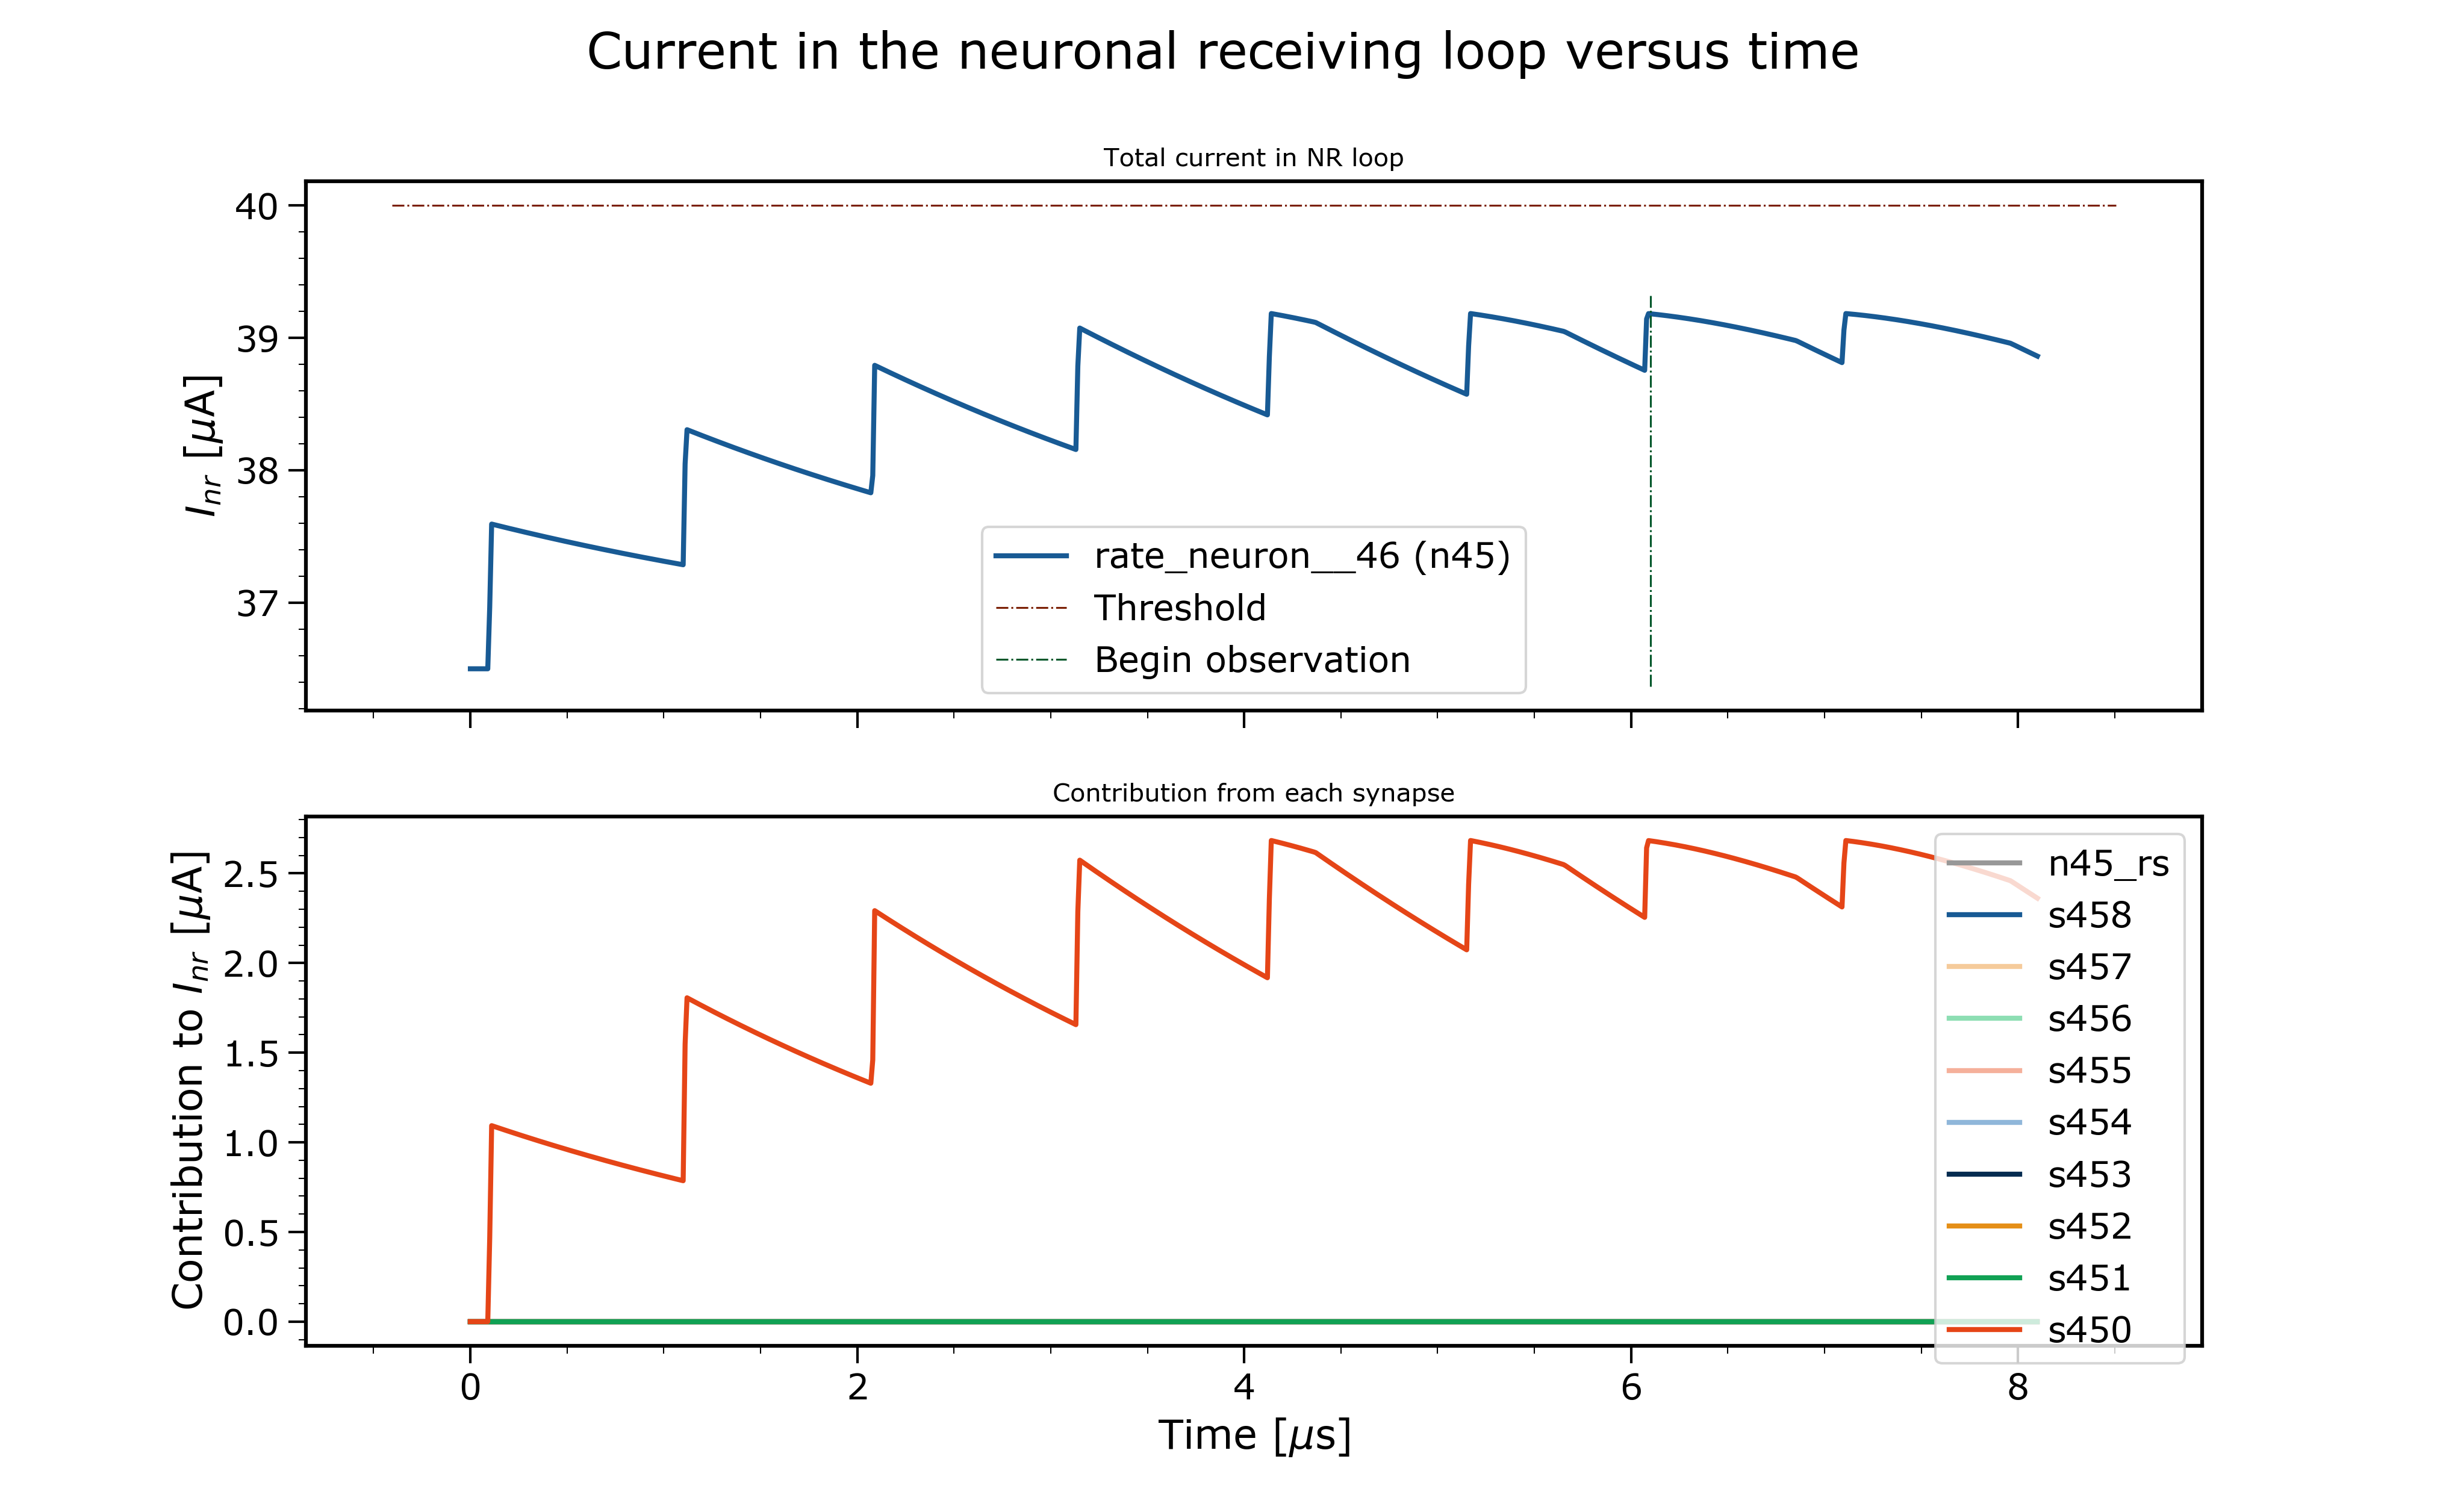 Current in the neuronal receiving loop versus time
Total current in NR loop
40
39
38
37
I_nr [μA]
rate_neuron__46 (n45)
Threshold
Begin observation
Contribution from each synapse
2.5
2.0
1.5
1.0
0.5
0.0
Contribution to I_nr [μA]
n45_rs
s458
s457
s456
s455
s454
s453
s452
s451
s450
0 2 4 6 8
Time [μs]